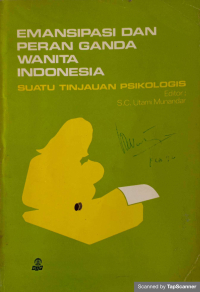 EMANSIPASI DAN
PERAN GANDA
WANITA
INDONESIA
SUATU TINJAUAN PSIKOLOGIS
Editor :
S.C. Utami Munandar
Scanned by TapScanner